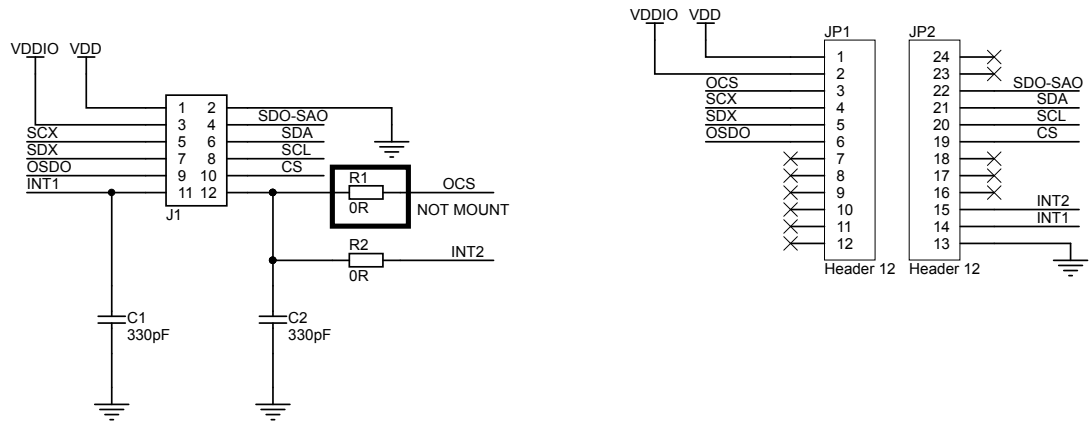 VDDIO VDD
1 2
3 4 SDO-SAO
SCX 5 6 SDA
SDX 7 8 SCL
OSDO 9 10 CS
INT1 11 12
J1
R1
0R
OCS
NOT MOUNT
R2
0R
INT2
C1
330pF
C2
330pF
VDDIO VDD
JP1
1
2
OCS 3
SCX 4
SDX 5
OSDO 6
7
8
9
10
11
12
Header 12
JP2
24
23
22 SDO-SAO
21 SDA
20 SCL
19 CS
18
17
16
15 INT2
14 INT1
13
Header 12